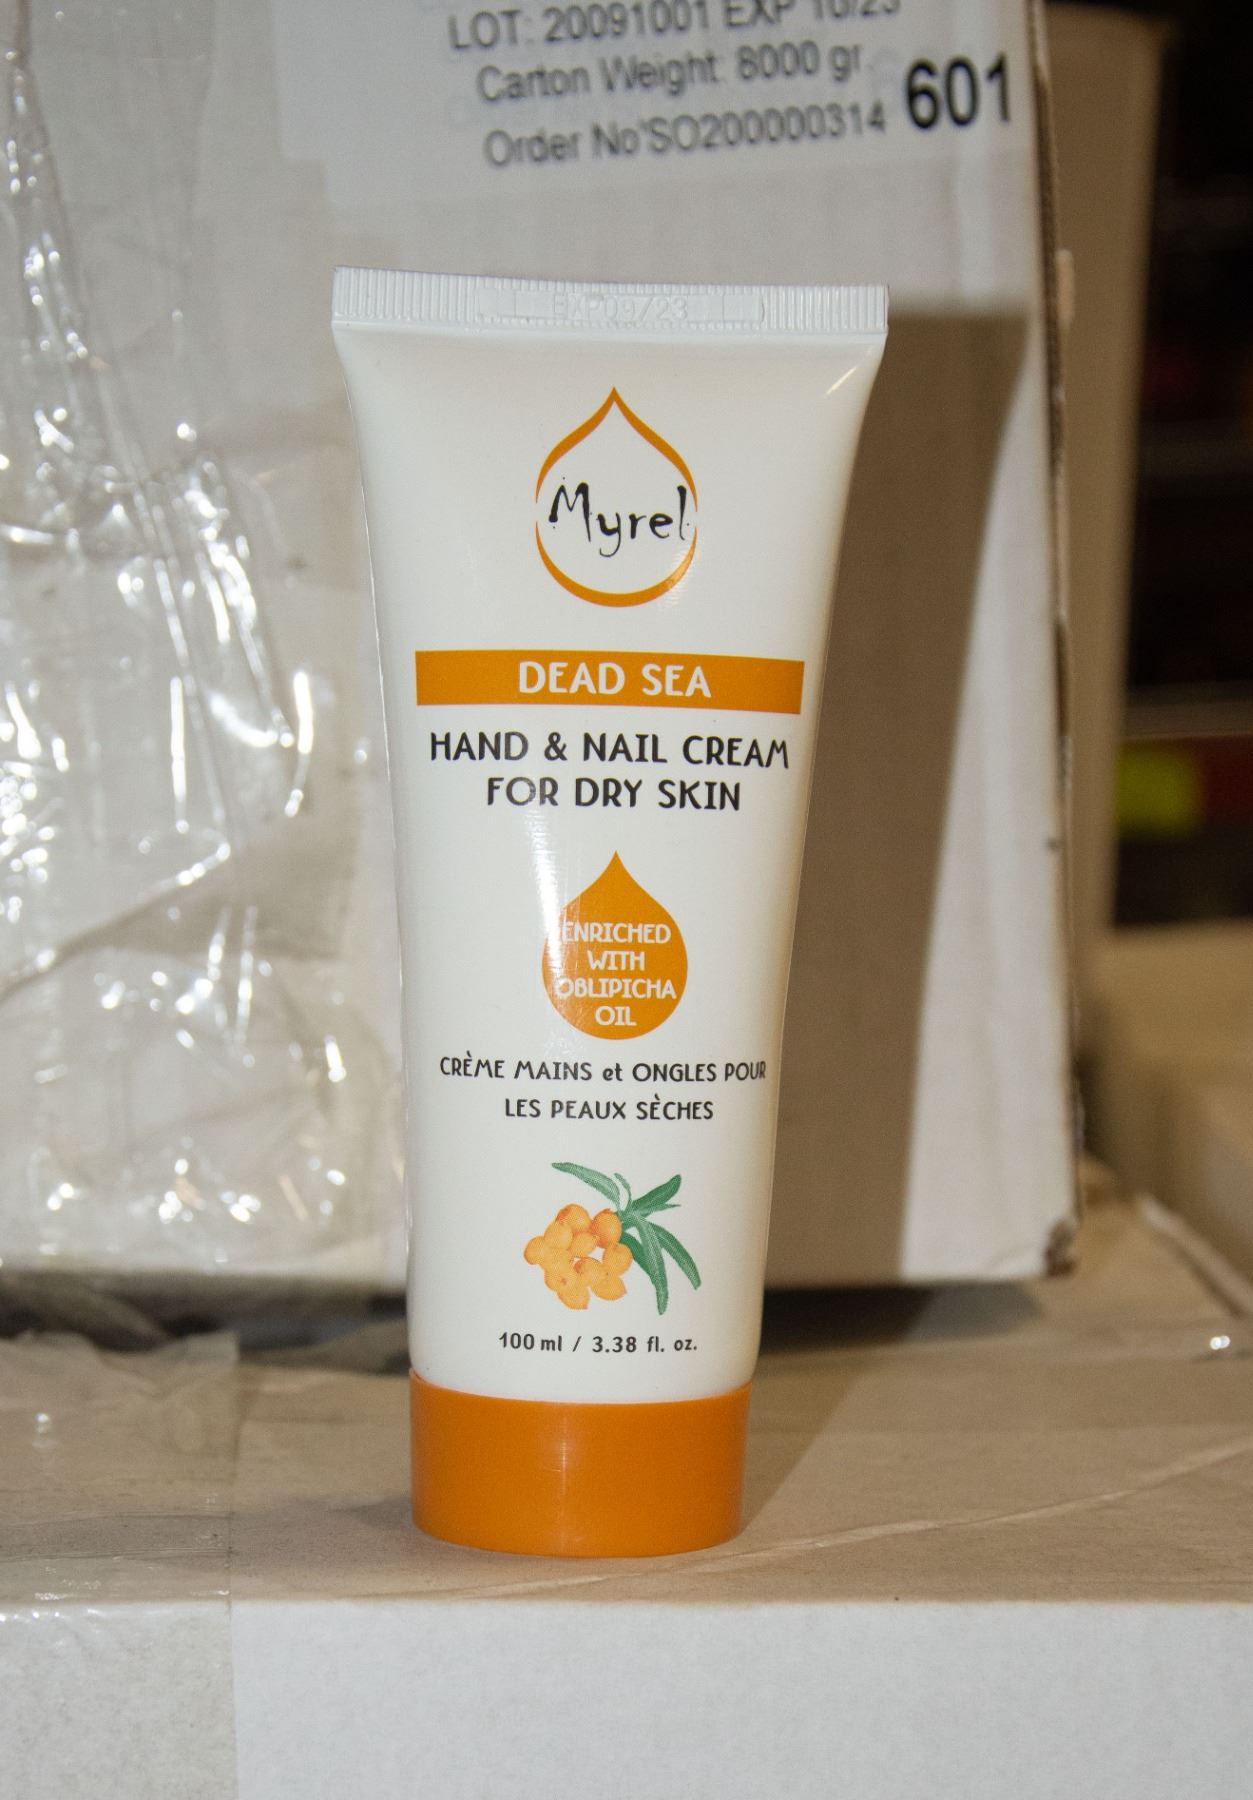 LOT: 20091001 EXP 10/23
Carton Weight: 8000 gr.
Order No'SO200000314 601
EXP09/23
Myrel
DEAD SEA
HAND & NAIL CREAM
FOR DRY SKIN
ENRICHED
WITH
OBLIPICHA
OIL
CRÈME MAINS et ONGLES POUR
LES PEAUX SÈCHES
100 ml / 3.38 fl. oz.